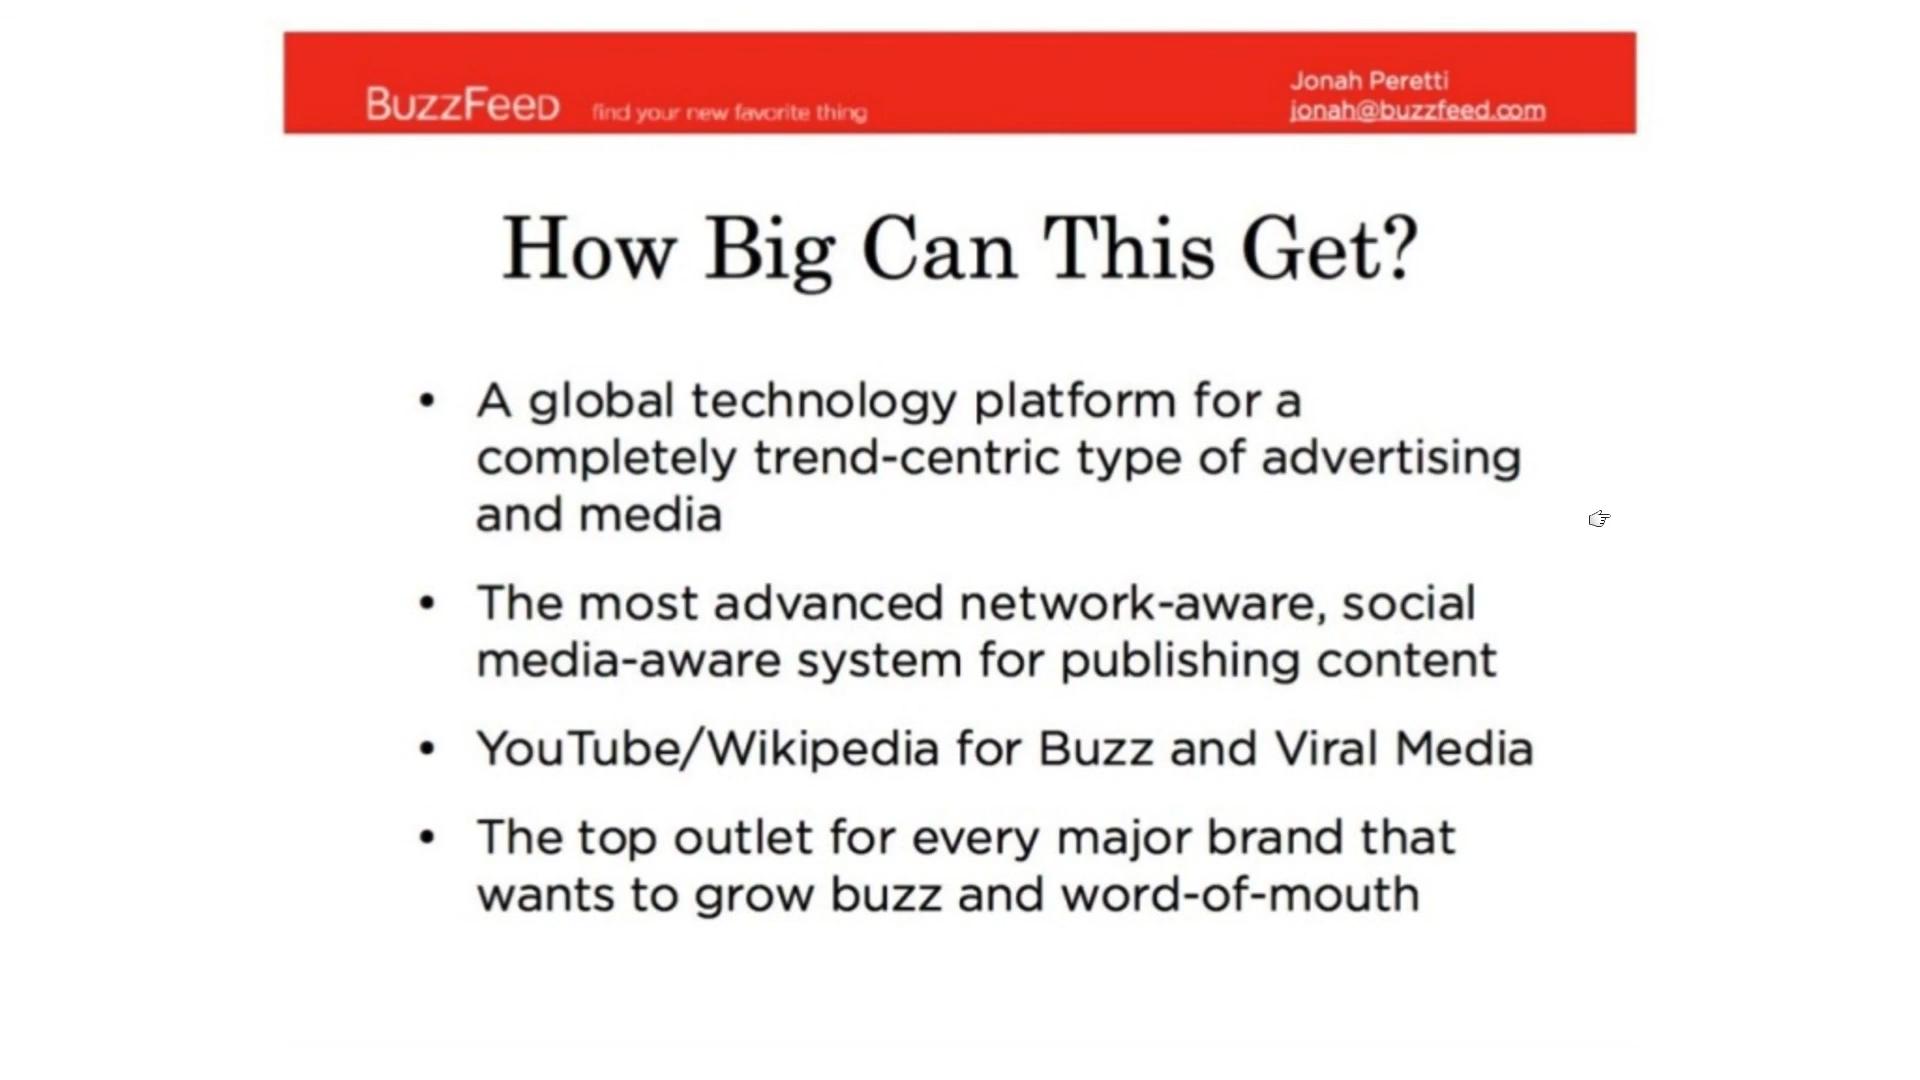 BuzzFeed find your new favorite thing
Jonah Peretti
jonah@buzzfeed.com
How Big Can This Get?
• A global technology platform for a
completely trend-centric type of advertising
and media
• The most advanced network-aware, social
media-aware system for publishing content
• YouTube/Wikipedia for Buzz and Viral Media
• The top outlet for every major brand that
wants to grow buzz and word-of-mouth